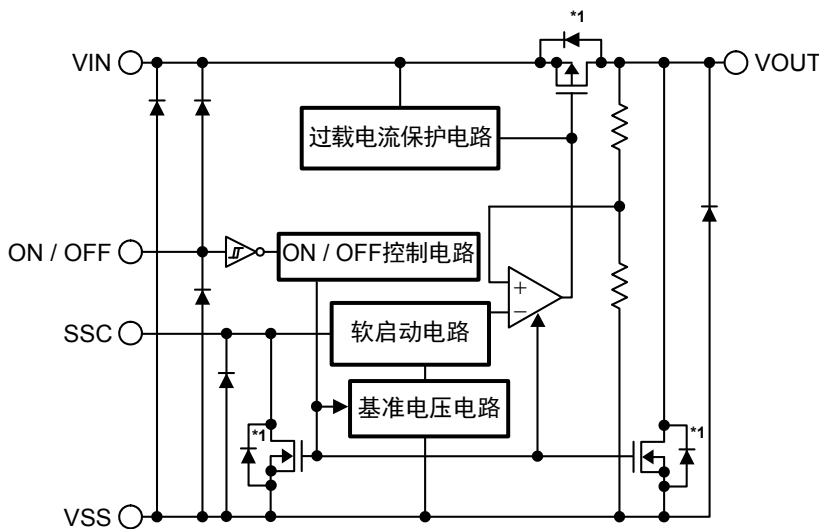 *1
VIN
VOUT
过载电流保护电路
ON / OFF
ON / OFF控制电路
+
−
SSC
软启动电路
基准电压电路
*1
*1
VSS